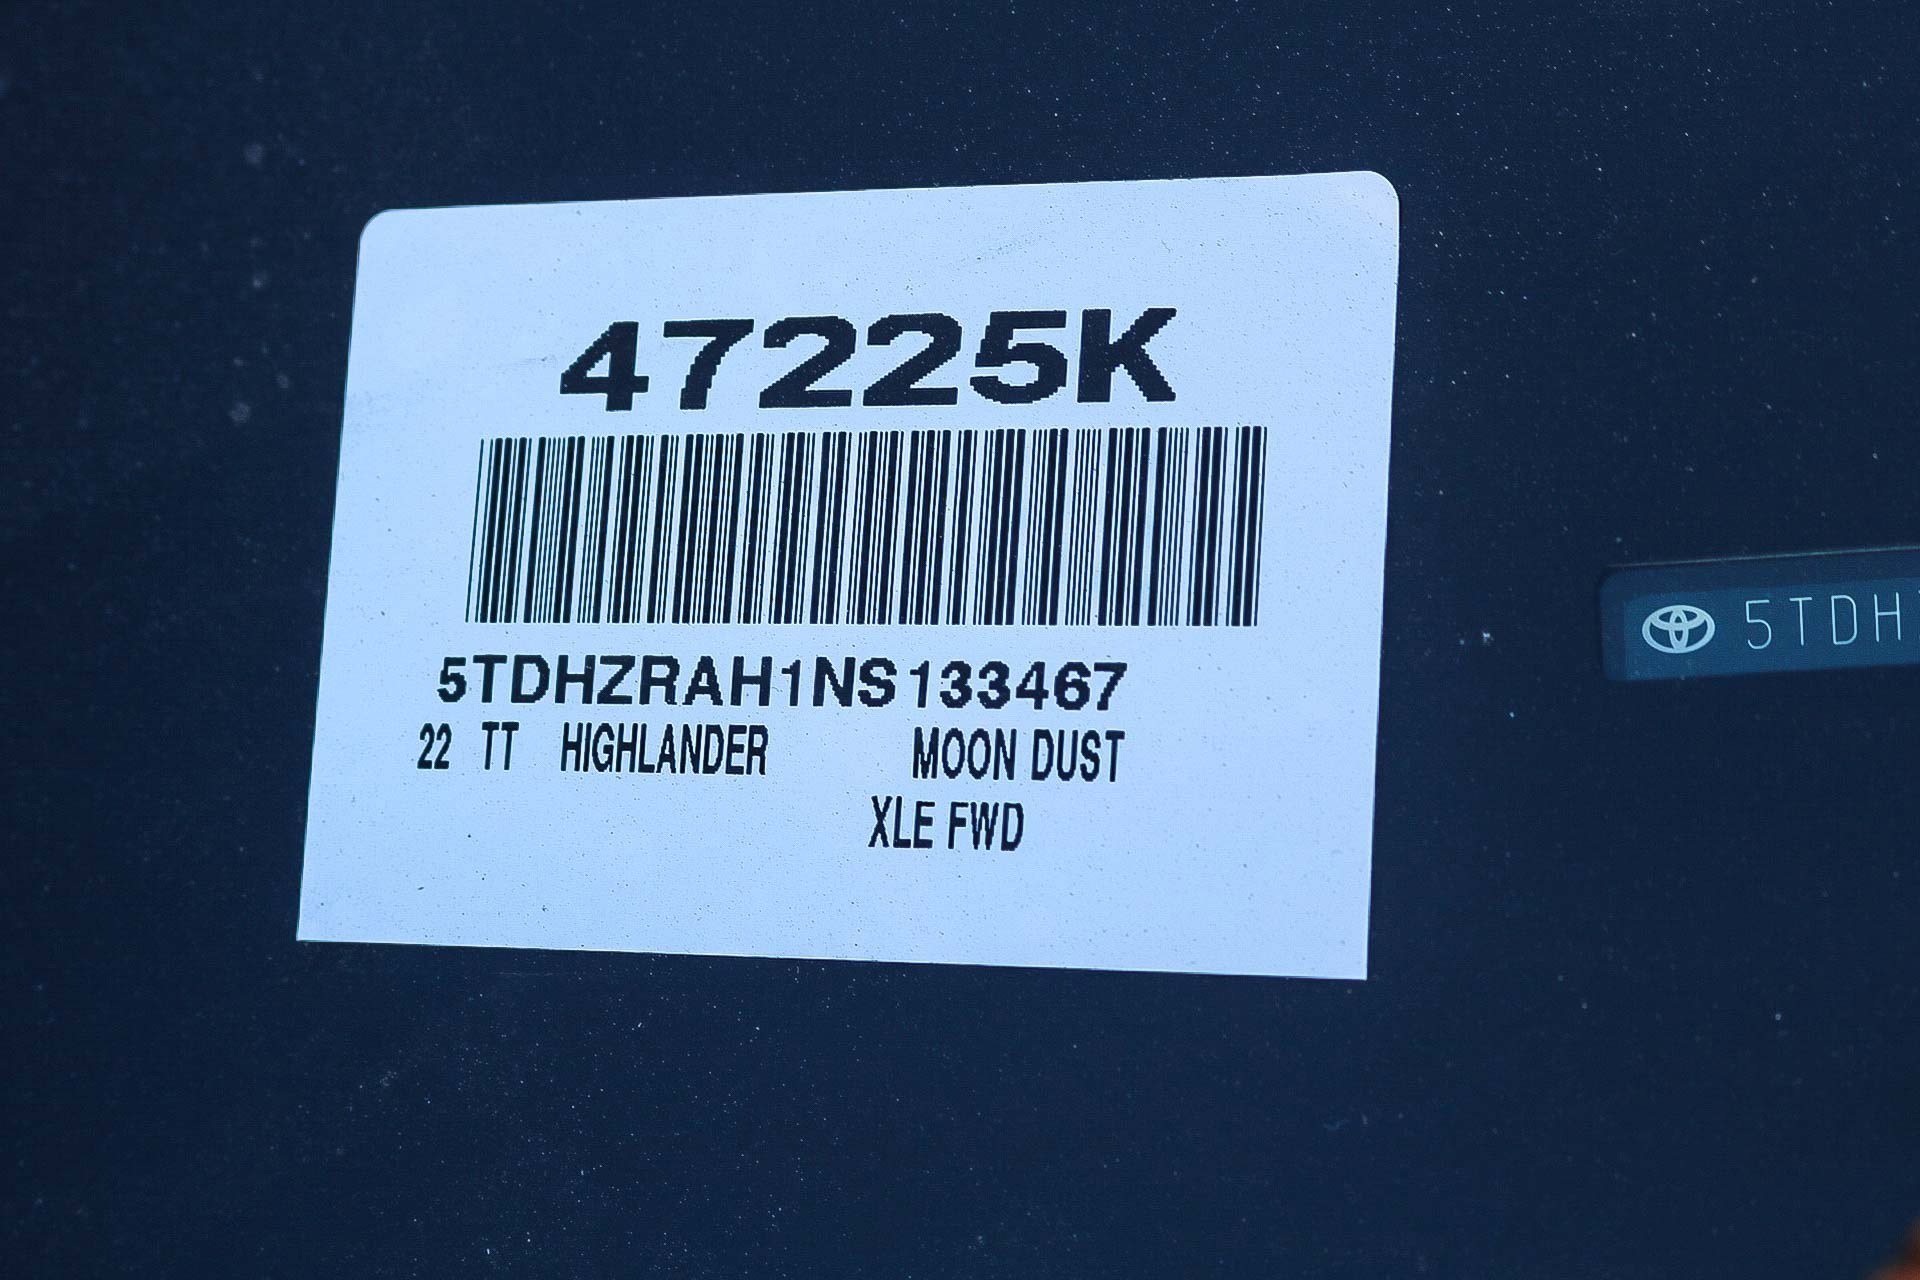 47225K
5TDHZRAH1NS133467
22 TT HIGHLANDER MOON DUST
XLE FWD
5TDH